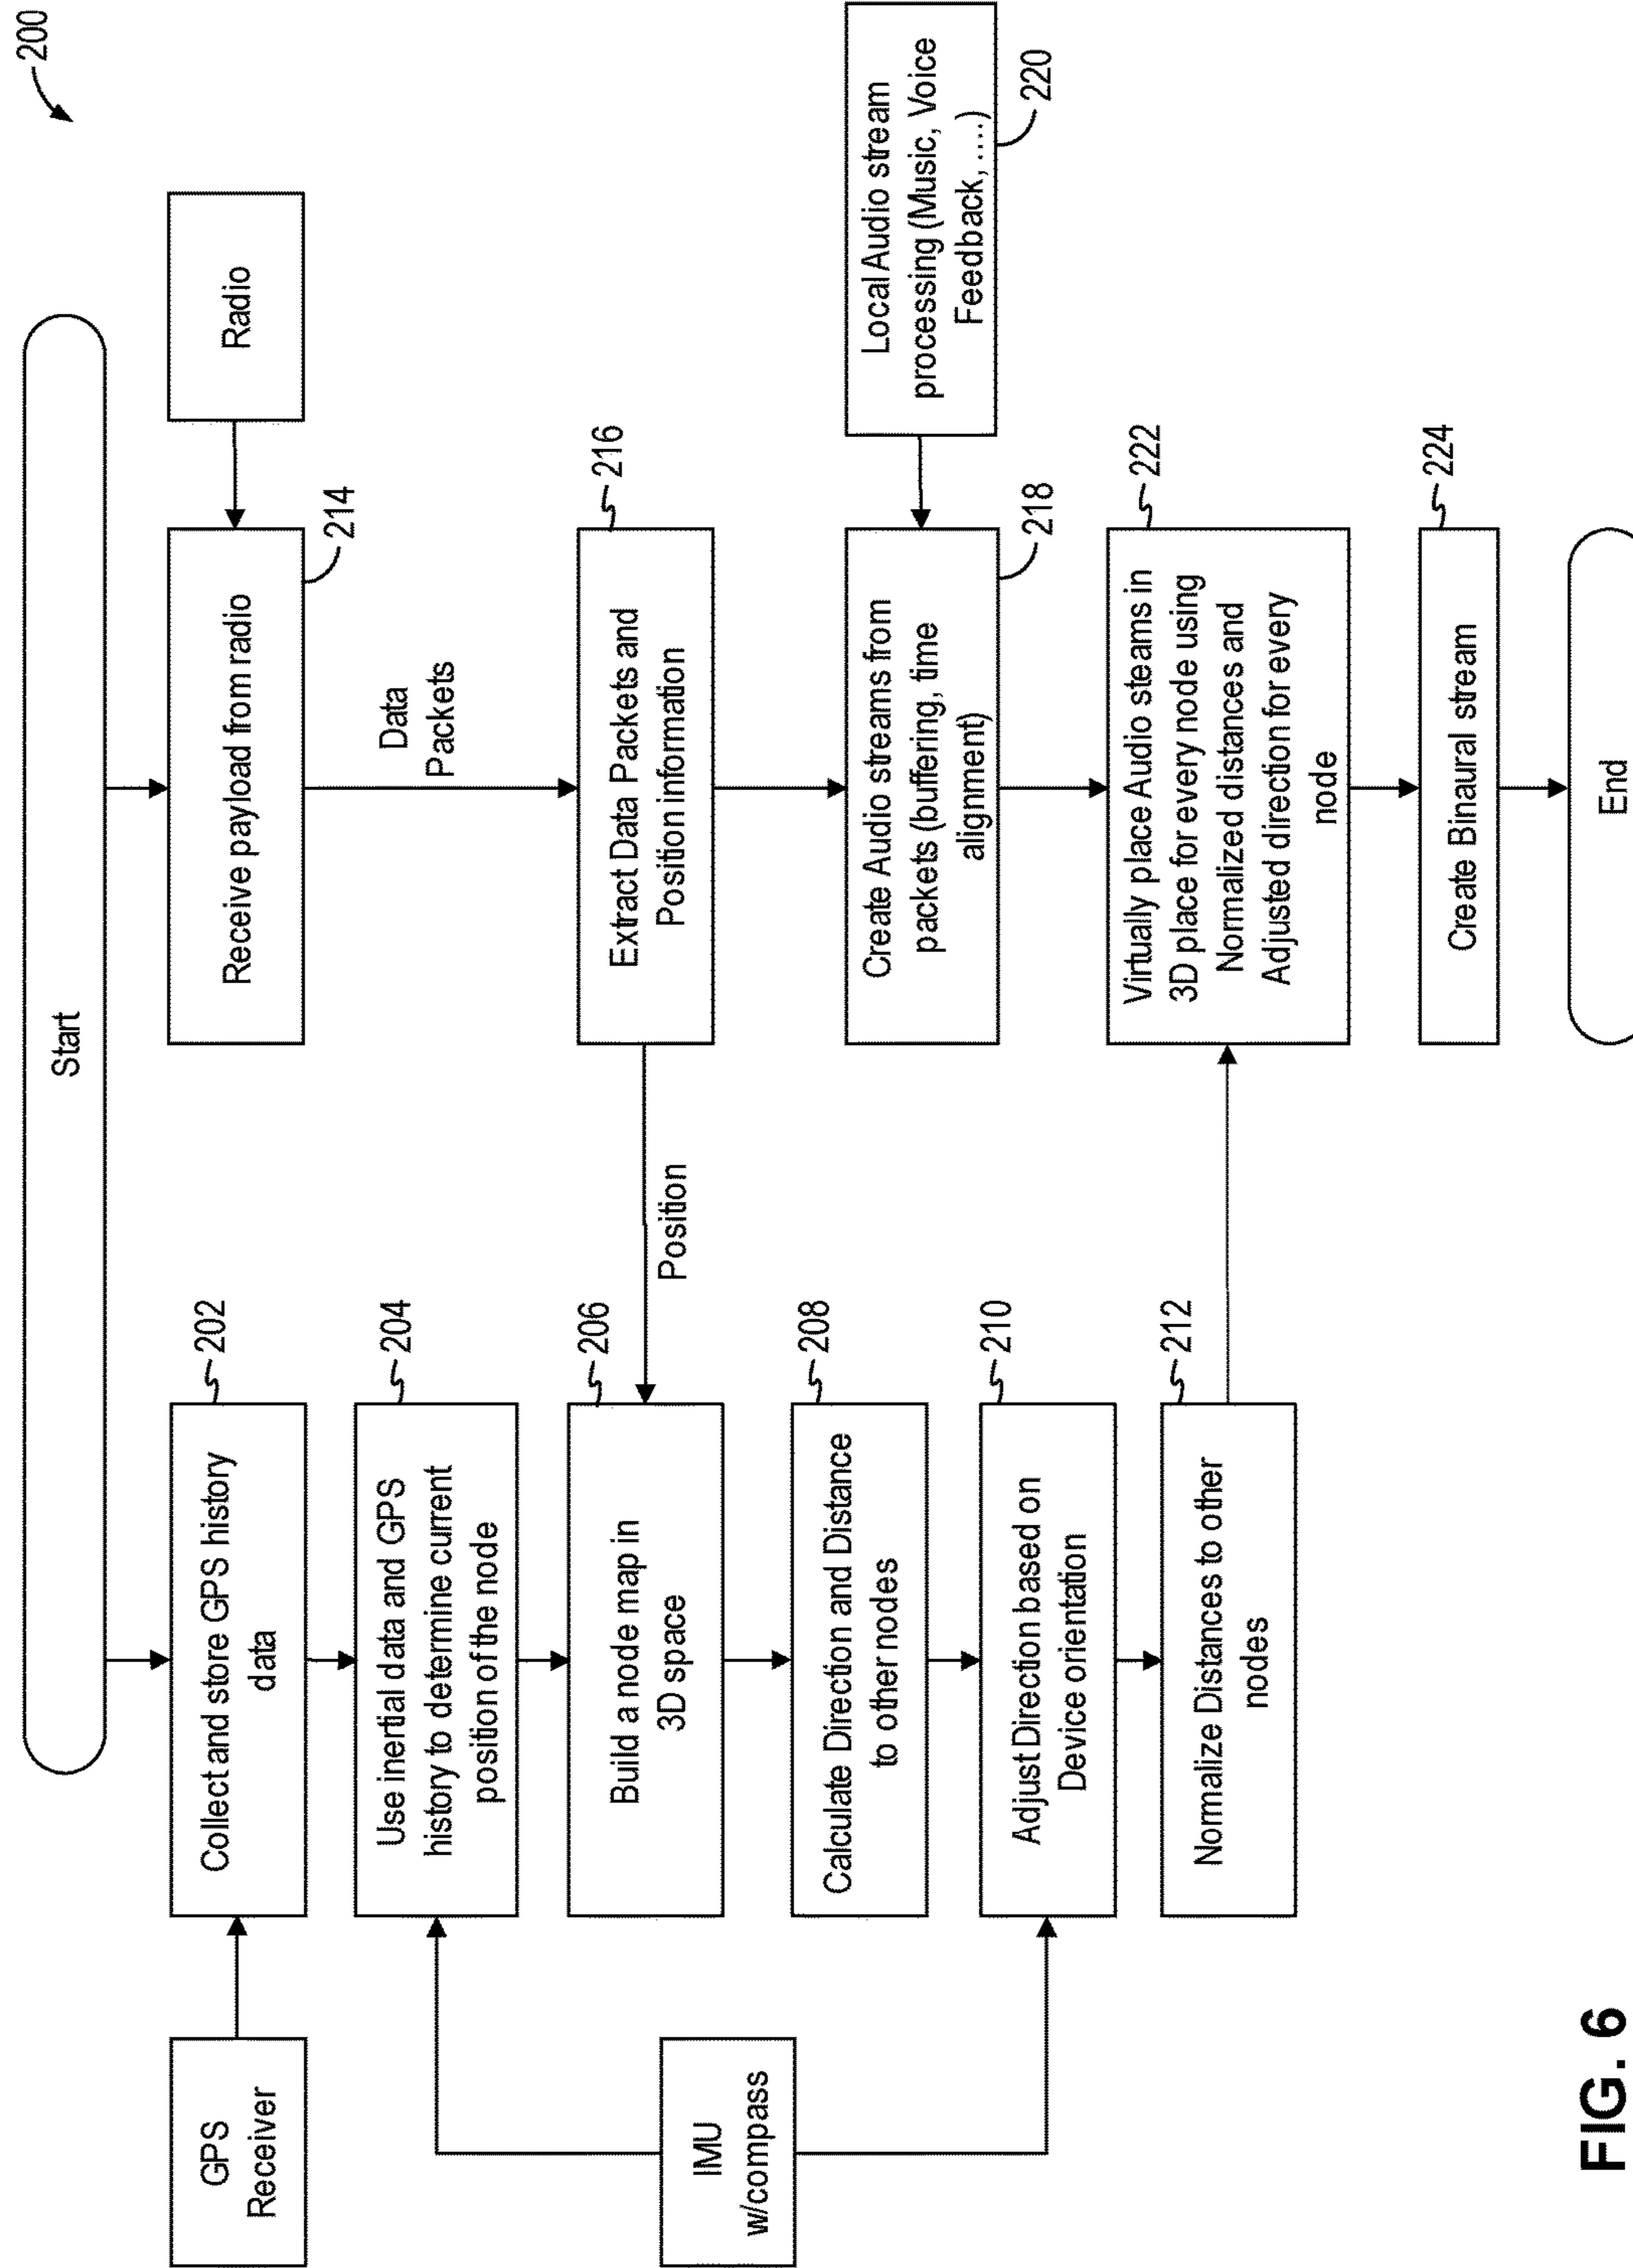 200
Start
GPS
Receiver
Collect and store GPS history
data
202
Receive payload from radio
214
Radio
Use inertial data and GPS
history to determine current
position of the node
204
Data
Packets
IMU
w/compass
Build a node map in
3D space
206
Position
Extract Data Packets and
Position information
216
Calculate Direction and Distance
to other nodes
208
Create Audio streams from
packets (buffering, time
alignment)
218
Local Audio stream
processing (Music, Voice
Feedback, ....)
220
Adjust Direction based on
Device orientation
210
Normalize Distances to other
nodes
212
Virtually place Audio steams in
3D place for every node using
Normalized distances and
Adjusted direction for every
node
222
Create Binaural stream
224
End
FIG. 6